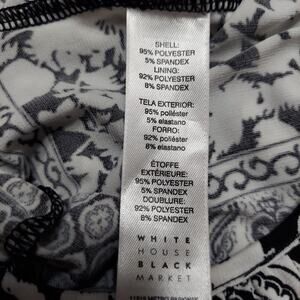 SHELL:
95% POLYESTER
5% SPANDEX
LINING:
92% POLYESTER
8% SPANDEX
TELA EXTERIOR:
95% poliéster
5% elastano
FORRO:
92% poliéster
8% elastano
ÉTOFFE
EXTÉRIEURE:
95% POLYESTER
5% SPANDEX
DOUBLURE:
92% POLYESTER
8% SPANDEX
WHITE
HOUSE
BLACK
MARKET